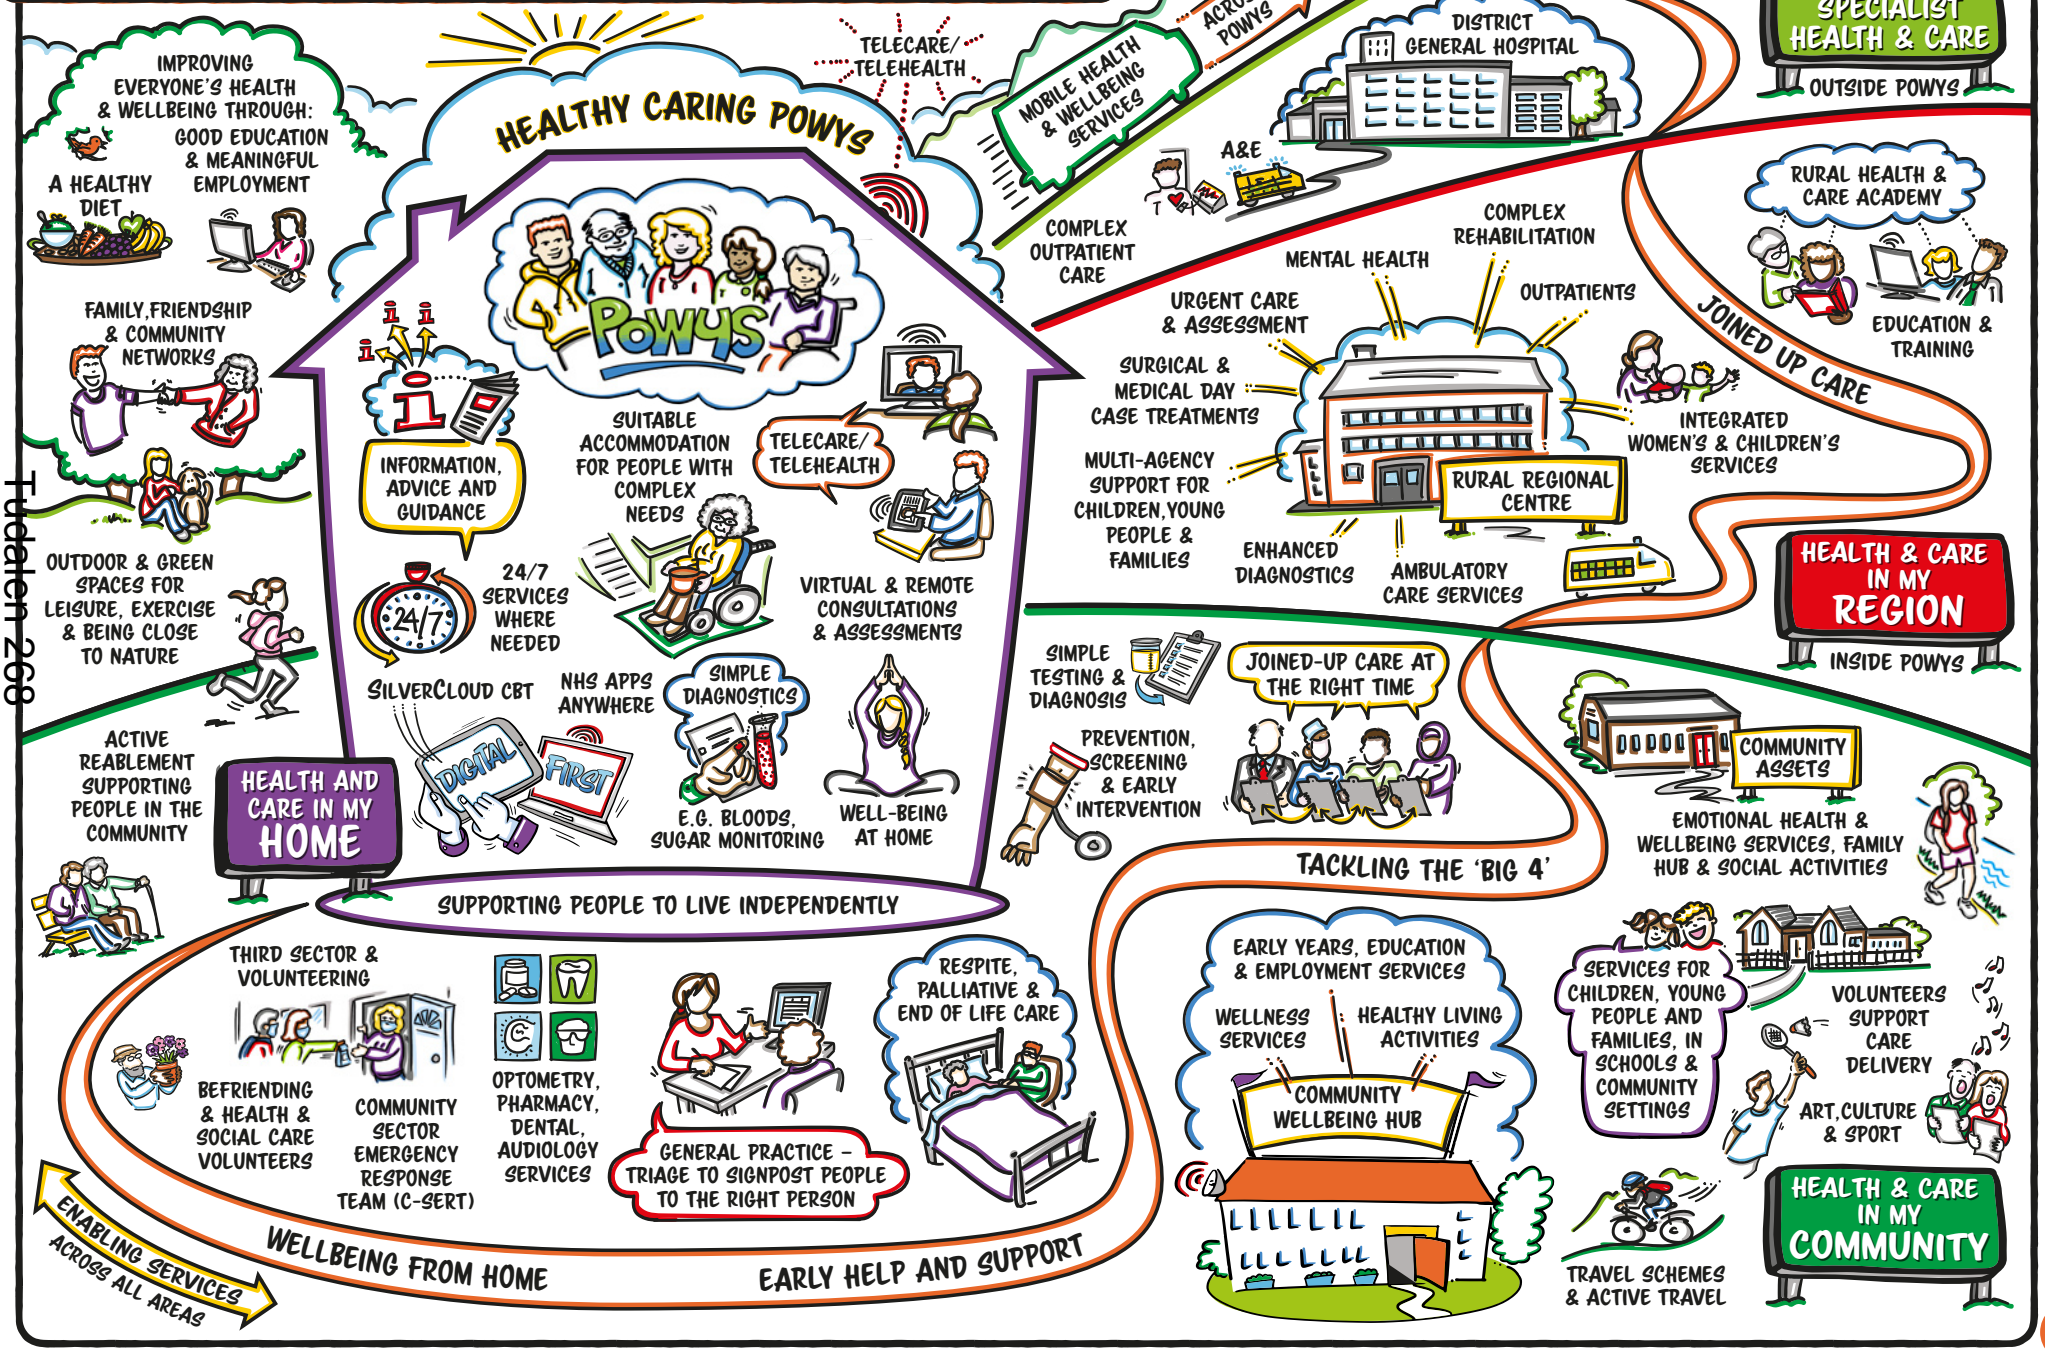 IMPROVING
EVERYONE'S HEALTH
& WELLBEING THROUGH:
GOOD EDUCATION
& MEANINGFUL
EMPLOYMENT
A HEALTHY
DIET
FAMILY, FRIENDSHIP
& COMMUNITY
NETWORKS
OUTDOOR & GREEN
SPACES FOR
LEISURE, EXERCISE
& BEING CLOSE
TO NATURE
ACTIVE
REABLEMENT
SUPPORTING
PEOPLE IN THE
COMMUNITY
Tudalen 268
HEALTHY CARING POWYS
TELECARE/
TELEHEALTH
POWYS
i i
i
i
INFORMATION,
ADVICE AND
GUIDANCE
SUITABLE
ACCOMMODATION
FOR PEOPLE WITH
COMPLEX
NEEDS
TELECARE/
TELEHEALTH
24/7
24/7
SERVICES
WHERE
NEEDED
VIRTUAL & REMOTE
CONSULTATIONS
& ASSESSMENTS
SILVERCLOUD CBT
NHS APPS
ANYWHERE
DIGITAL
FIRST
SIMPLE
DIAGNOSTICS
E.G. BLOODS,
SUGAR MONITORING
WELL-BEING
AT HOME
HEALTH AND
CARE IN MY
HOME
SUPPORTING PEOPLE TO LIVE INDEPENDENTLY
MOBILE HEALTH
& WELLBEING
SERVICES
ACROSS
POWYS
DISTRICT
GENERAL HOSPITAL
A&E
COMPLEX
OUTPATIENT
CARE
SPECIALIST
HEALTH & CARE
OUTSIDE POWYS
RURAL HEALTH &
CARE ACADEMY
EDUCATION &
TRAINING
JOINED UP CARE
COMPLEX
REHABILITATION
MENTAL HEALTH
OUTPATIENTS
URGENT CARE
& ASSESSMENT
SURGICAL &
MEDICAL DAY
CASE TREATMENTS
MULTI-AGENCY
SUPPORT FOR
CHILDREN, YOUNG
PEOPLE &
FAMILIES
INTEGRATED
WOMEN'S & CHILDREN'S
SERVICES
RURAL REGIONAL
CENTRE
ENHANCED
DIAGNOSTICS
AMBULATORY
CARE SERVICES
HEALTH & CARE
IN MY
REGION
INSIDE POWYS
SIMPLE
TESTING &
DIAGNOSIS
JOINED-UP CARE AT
THE RIGHT TIME
PREVENTION,
SCREENING
& EARLY
INTERVENTION
COMMUNITY
ASSETS
EMOTIONAL HEALTH &
WELLBEING SERVICES, FAMILY
HUB & SOCIAL ACTIVITIES
TACKLING THE 'BIG 4'
THIRD SECTOR &
VOLUNTEERING
BEFRIENDING
& HEALTH &
SOCIAL CARE
VOLUNTEERS
COMMUNITY
SECTOR
EMERGENCY
RESPONSE
TEAM (C-SERT)
OPTOMETRY,
PHARMACY,
DENTAL,
AUDIOLOGY
SERVICES
GENERAL PRACTICE –
TRIAGE TO SIGNPOST PEOPLE
TO THE RIGHT PERSON
RESPITE,
PALLIATIVE &
END OF LIFE CARE
EARLY YEARS, EDUCATION
& EMPLOYMENT SERVICES
WELLNESS
SERVICES
HEALTHY LIVING
ACTIVITIES
COMMUNITY
WELLBEING HUB
SERVICES FOR
CHILDREN, YOUNG
PEOPLE AND
FAMILIES, IN
SCHOOLS &
COMMUNITY
SETTINGS
VOLUNTEERS
SUPPORT
CARE
DELIVERY
ART, CULTURE
& SPORT
TRAVEL SCHEMES
& ACTIVE TRAVEL
HEALTH & CARE
IN MY
COMMUNITY
ENABLING SERVICES
ACROSS ALL AREAS
WELLBEING FROM HOME
EARLY HELP AND SUPPORT